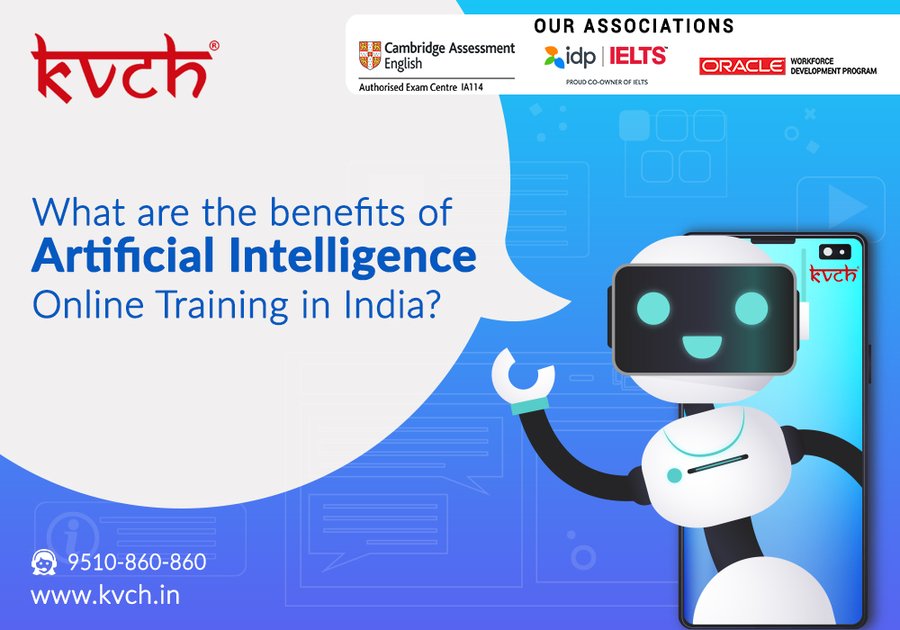 kvch®
OUR ASSOCIATIONS
Cambridge Assessment
English
Authorised Exam Centre IA114
idp | IELTS™
PROUD CO-OWNER OF IELTS
ORACLE WORKFORCE
DEVELOPMENT PROGRAM
What are the benefits of
Artificial Intelligence
Online Training in India?
kvch®
9510-860-860
www.kvch.in